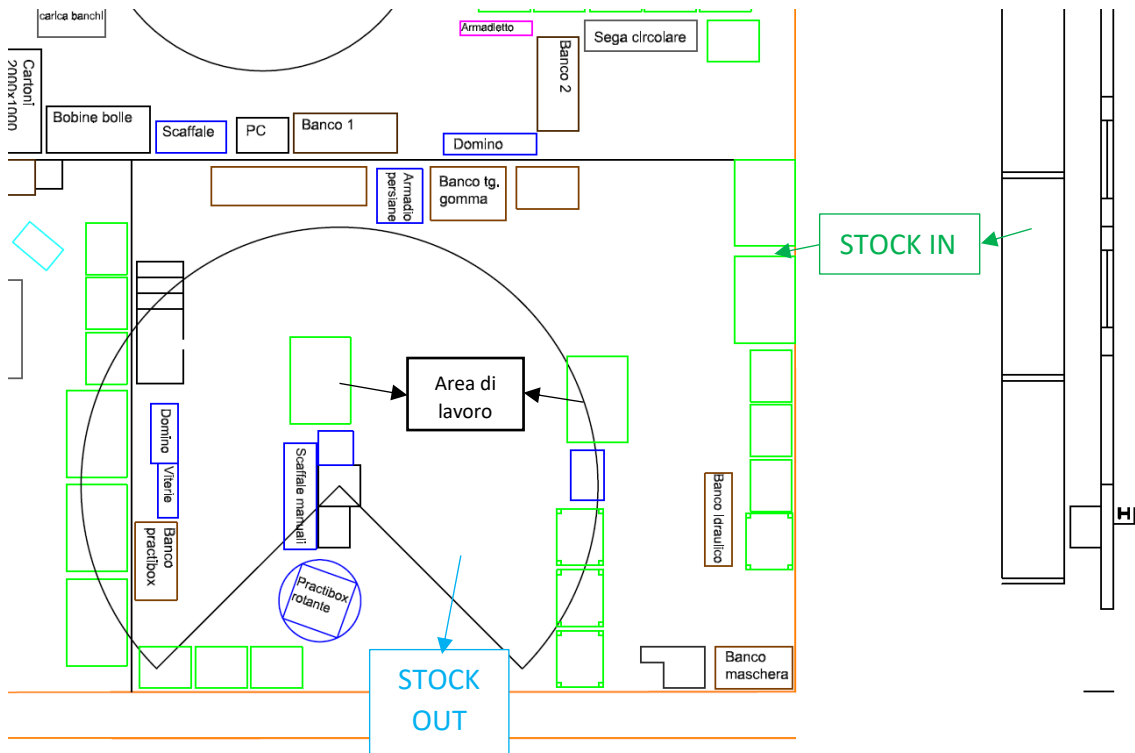 carica banchi
Armadietto
Sega circolare
Banco 2
Cartoni
2000x1000
Bobine bolle
Scaffale
PC
Banco 1
Domino
Armadio
persiane
Banco tg.
gomma
STOCK IN
Area di
lavoro
Domino
Viterie
Scaffale manuali
Banco Idraulico
Banco
practibox
Practibox
rotante
H
STOCK
OUT
Banco
maschera